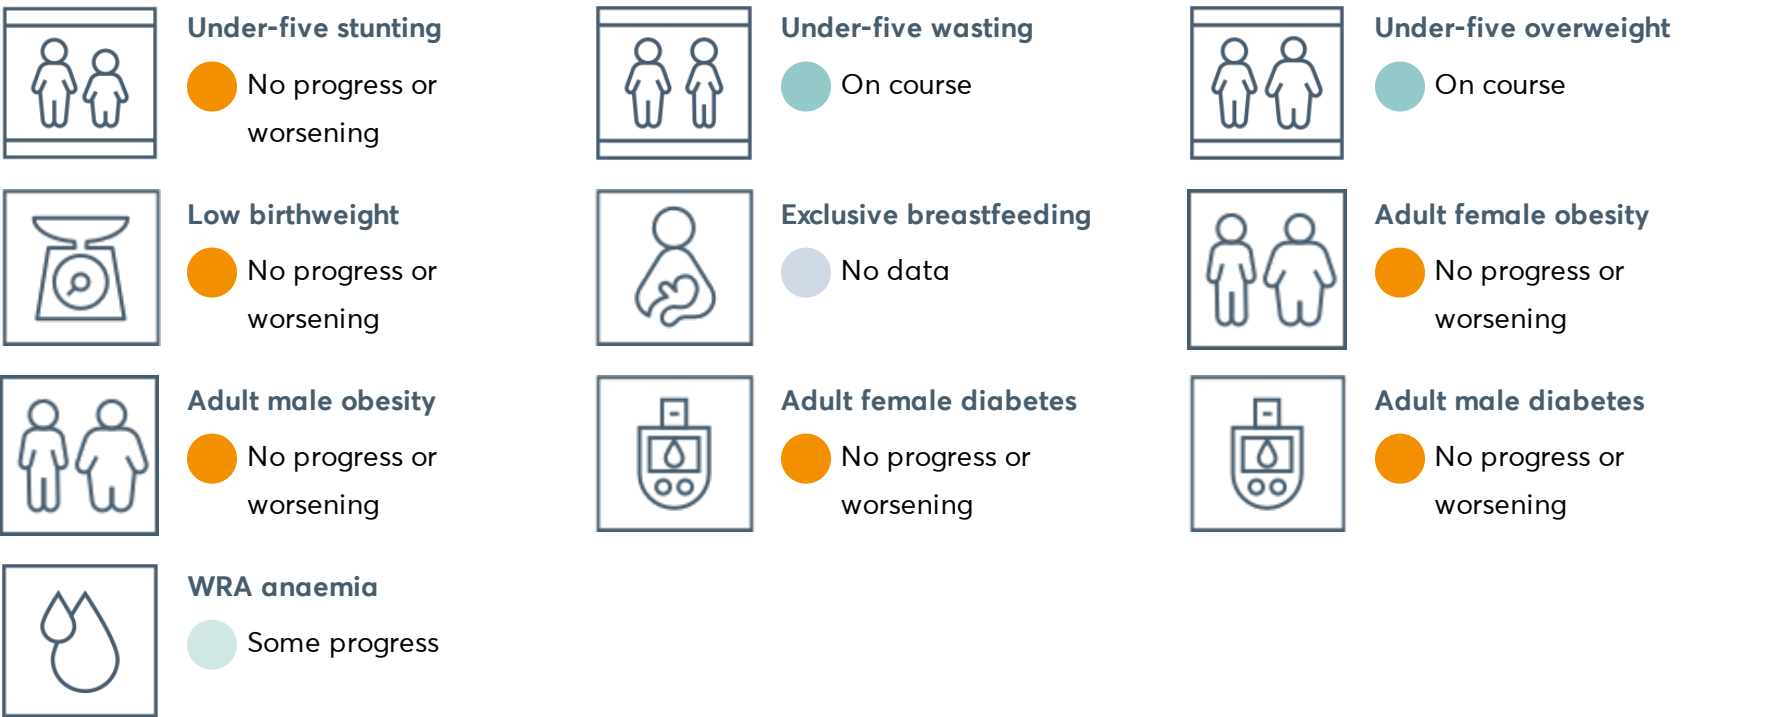 Under-five stunting
No progress or
worsening
Under-five wasting
On course
Under-five overweight
On course
Low birthweight
No progress or
worsening
Exclusive breastfeeding
No data
Adult female obesity
No progress or
worsening
Adult male obesity
No progress or
worsening
Adult female diabetes
No progress or
worsening
Adult male diabetes
No progress or
worsening
WRA anaemia
Some progress